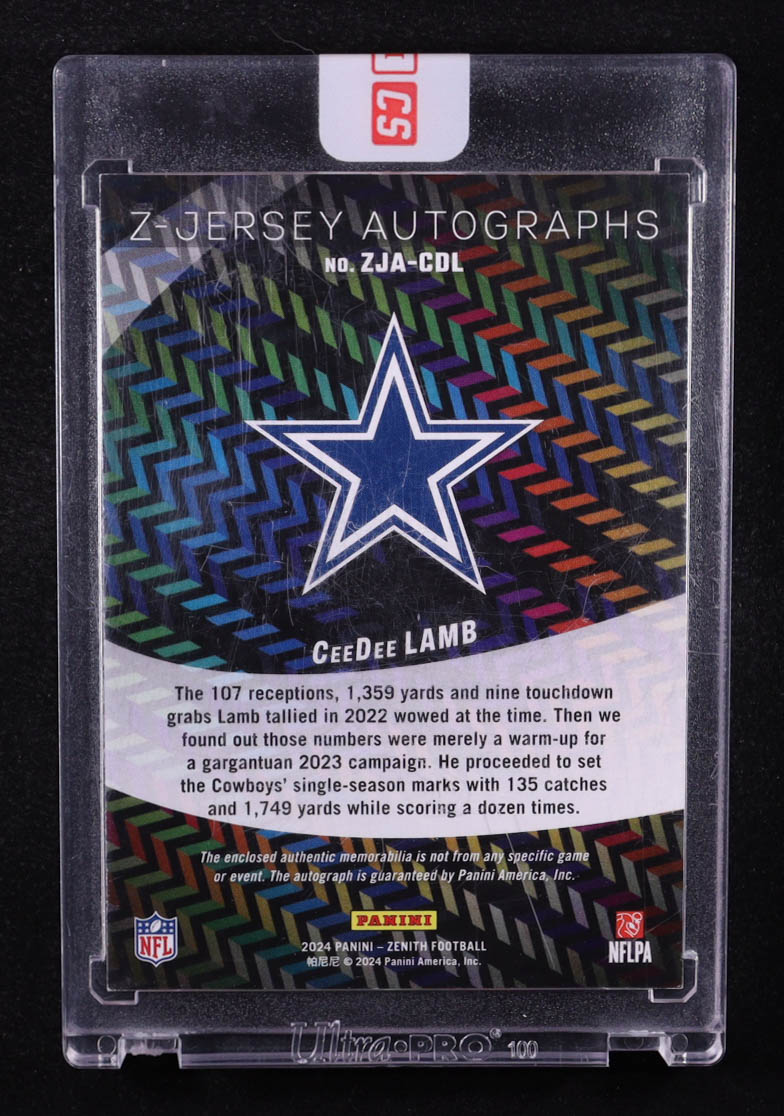 CS
Z-JERSEY AUTOGRAPHS
NO. ZJA-CDL
CEEDEE LAMB
The 107 receptions, 1,359 yards and nine touchdown
grabs Lamb tallied in 2022 wowed at the time. Then we
found out those numbers were merely a warm-up for
a gargantuan 2023 campaign. He proceeded to set
the Cowboys' single-season marks with 135 catches
and 1,749 yards while scoring a dozen times.
The enclosed authentic memorabilia is not from any specific game
or event. The autograph is guaranteed by Panini America, Inc.
PANINI
NFL
2024 PANINI – ZENITH FOOTBALL
帕尼尼 © 2024 Panini America, Inc.
NFLPA
Ultra·PRO® 100